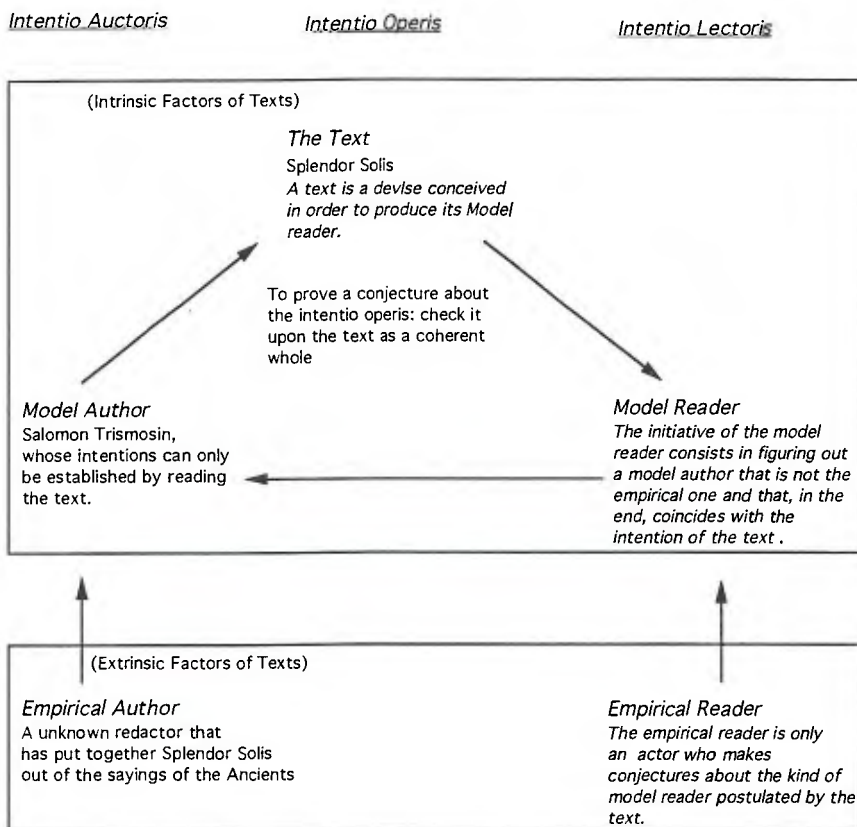 Intentio Auctoris
Intentio Operis
Intentio Lectoris
(Intrinsic Factors of Texts)
The Text
Splendor Solis
A text is a devise conceived
in order to produce its Model
reader.
To prove a conjecture about
the intentio operis: check it
upon the text as a coherent
whole
Model Author
Salomon Trismosin,
whose intentions can only
be established by reading
the text.
Model Reader
The initiative of the model
reader consists in figuring out
a model author that is not the
empirical one and that, in the
end, coincides with the
intention of the text .
(Extrinsic Factors of Texts)
Empirical Author
A unknown redactor that
has put together Splendor Solis
out of the sayings of the Ancients
Empirical Reader
The empirical reader is only
an actor who makes
conjectures about the kind of
model reader postulated by the
text.